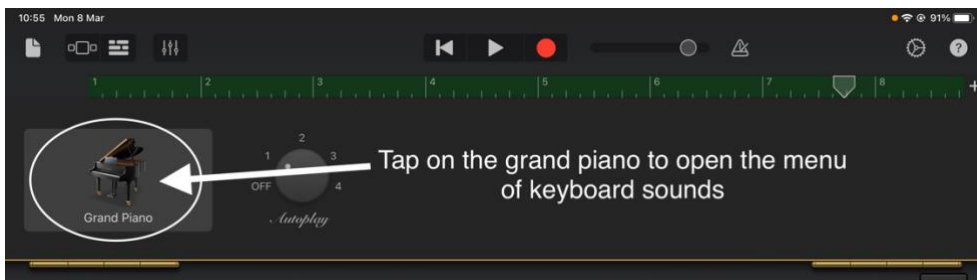 10:55 Mon 8 Mar
91%
?
1 2 3 4 5 6 7 8 +
2
1 3
OFF 4
Autoplay
Grand Piano
Tap on the grand piano to open the menu
of keyboard sounds